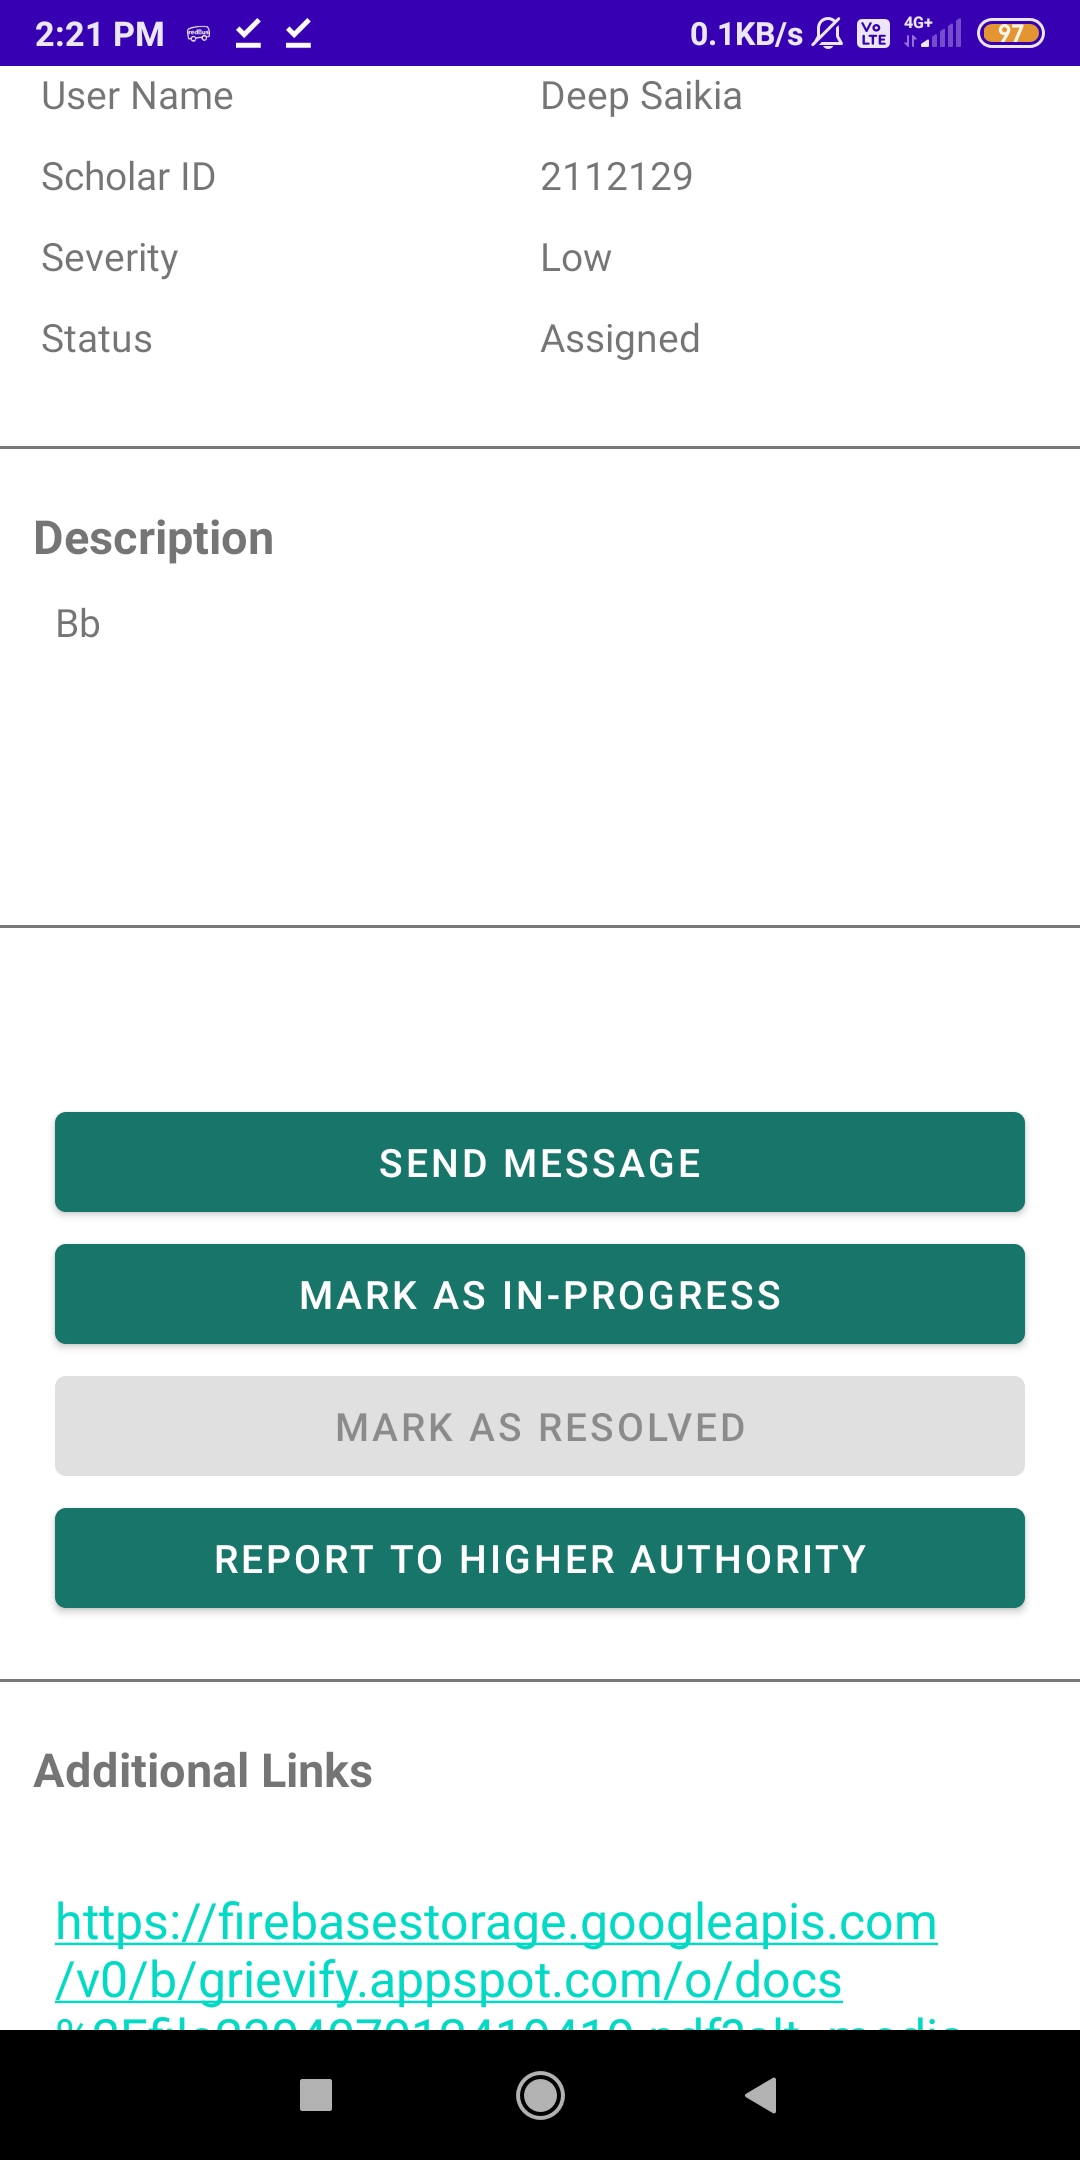 2:21 PM 0.1KB/s Vo LTE 4G+ 97
User Name Deep Saikia
Scholar ID 2112129
Severity Low
Status Assigned
Description
Bb
SEND MESSAGE
MARK AS IN-PROGRESS
MARK AS RESOLVED
REPORT TO HIGHER AUTHORITY
Additional Links
https://firebasestorage.googleapis.com
/v0/b/grievify.appspot.com/o/docs